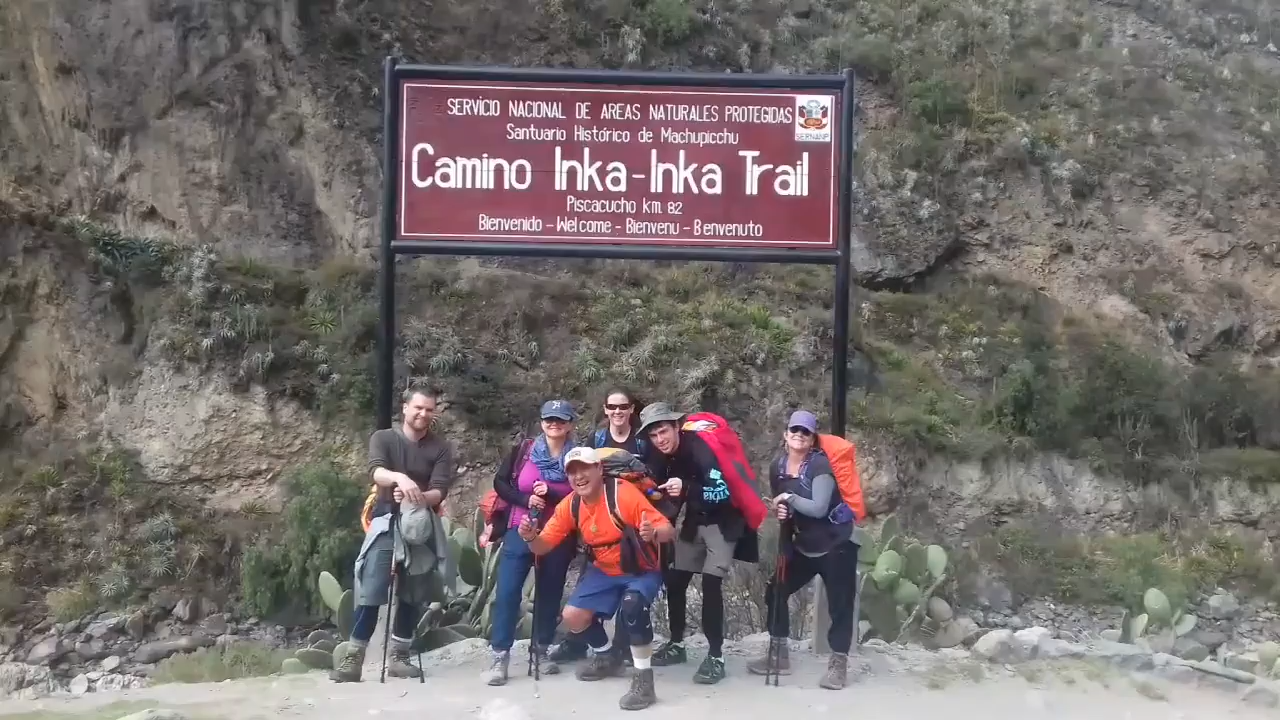 SERVICIO NACIONAL DE AREAS NATURALES PROTEGIDAS
SERNANP
Santuario Histórico de Machupicchu
Camino Inka-Inka Trail
Piscacucho km. 82
Bienvenido - Welcome - Bienvenu - Benvenuto